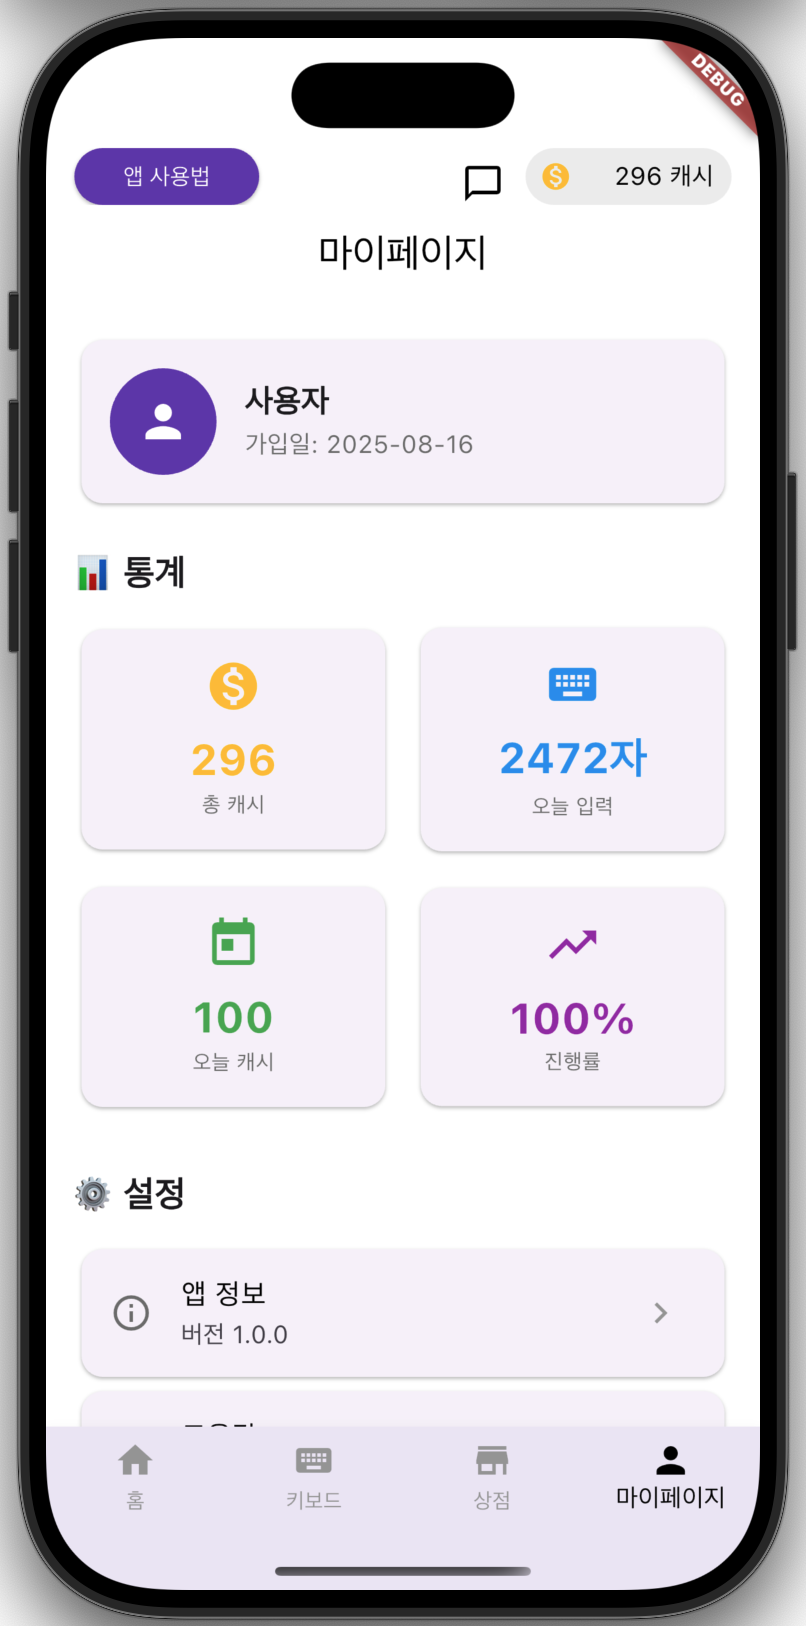 DEBUG
앱 사용법
296 캐시
마이페이지
사용자
가입일: 2025-08-16
통계
296
총 캐시
2472자
오늘 입력
100
오늘 캐시
100%
진행률
설정
앱 정보
버전 1.0.0
홈
키보드
상점
마이페이지